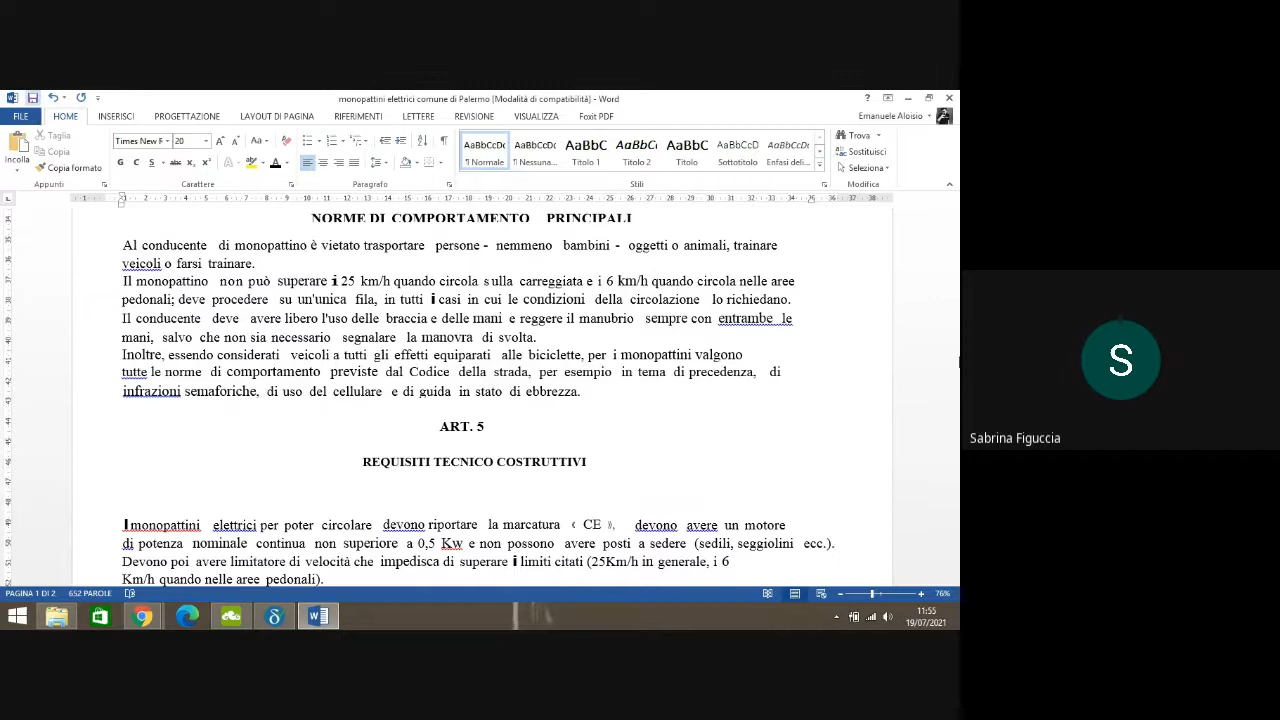 monopattini elettrici comune di Palermo [Modalità di compatibilità] - Word
FILE HOME INSERISCI PROGETTAZIONE LAYOUT DI PAGINA RIFERIMENTI LETTERE REVISIONE VISUALIZZA Foxit PDF
Emanuele Aloisio
Incolla
Taglia
Copia
Copia formato
Appunti
Times New F 20
G C S abc x₂ x²
Carattere
Paragrafo
AaBbCcDc AaBbCcDc AaBbC AaBbC AaBbC AaBbCcD AaBbCcDc
¶ Normale ¶ Nessuna... Titolo 1 Titolo 2 Titolo Sottotitolo Enfasi deli...
Stili
Trova
Sostituisci
Seleziona
Modifica
NORME DI COMPORTAMENTO PRINCIPALI
Al conducente di monopattino è vietato trasportare persone - nemmeno bambini - oggetti o animali, trainare
veicoli o farsi trainare.
Il monopattino non può superare i 25 km/h quando circola sulla carreggiata e i 6 km/h quando circola nelle aree
pedonali; deve procedere su un'unica fila, in tutti i casi in cui le condizioni della circolazione lo richiedano.
Il conducente deve avere libero l'uso delle braccia e delle mani e reggere il manubrio sempre con entrambe le
mani, salvo che non sia necessario segnalare la manovra di svolta.
Inoltre, essendo considerati veicoli a tutti gli effetti equiparati alle biciclette, per i monopattini valgono
tutte le norme di comportamento previste dal Codice della strada, per esempio in tema di precedenza, di
infrazioni semaforiche, di uso del cellulare e di guida in stato di ebbrezza.
ART. 5
REQUISITI TECNICO COSTRUTTIVI
I monopattini elettrici per poter circolare devono riportare la marcatura « CE », devono avere un motore
di potenza nominale continua non superiore a 0,5 Kw e non possono avere posti a sedere (sedili, seggiolini ecc.).
Devono poi avere limitatore di velocità che impedisca di superare i limiti citati (25Km/h in generale, i 6
Km/h quando nelle aree pedonali).
PAGINA 1 DI 2 652 PAROLE
76%
11:55
19/07/2021
S
Sabrina Figuccia